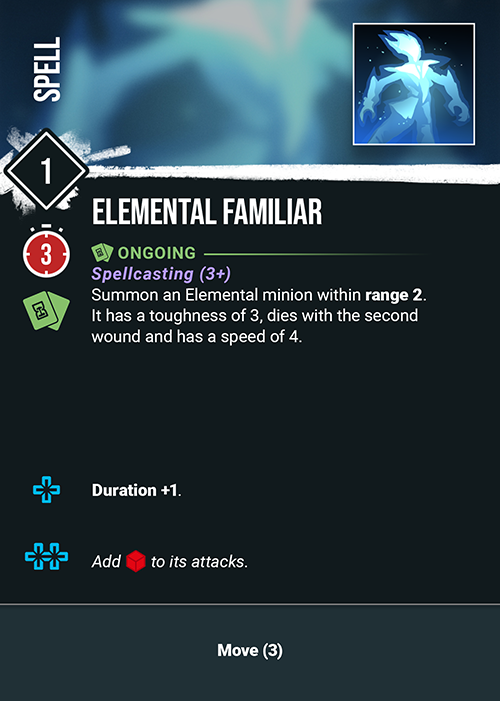 SPELL
1
ELEMENTAL FAMILIAR
3
ONGOING
Spellcasting (3+)
Summon an Elemental minion within range 2.
It has a toughness of 3, dies with the second
wound and has a speed of 4.
Duration +1.
Add to its attacks.
Move (3)